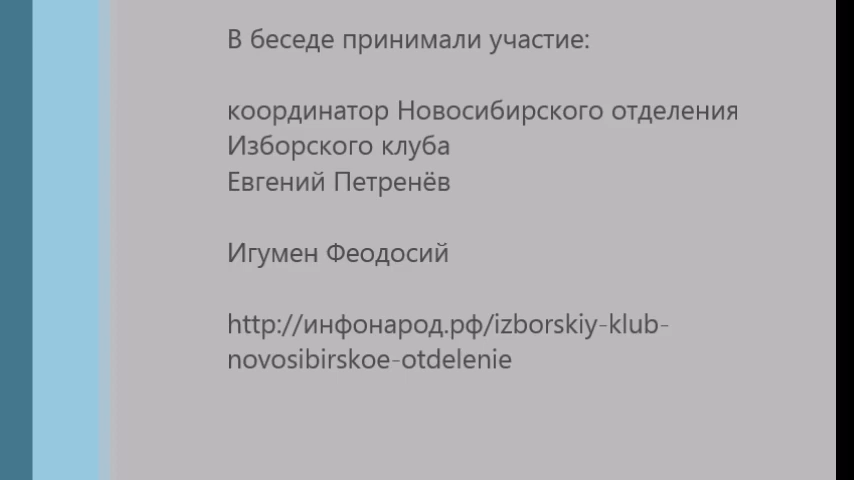 В беседе принимали участие:
координатор Новосибирского отделения
Изборского клуба
Евгений Петренёв
Игумен Феодосий
http://инфонарод.рф/izborskiy-klub-
novosibirskoe-otdelenie